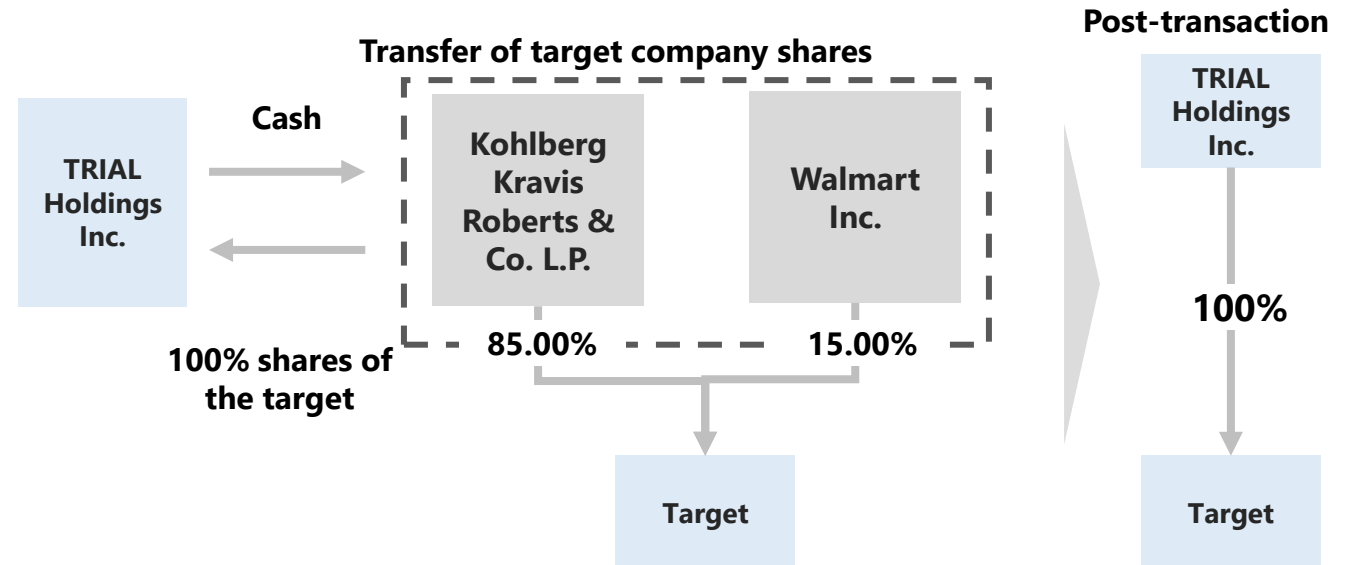 Post-transaction
Transfer of target company shares
TRIAL
Holdings
Inc.
Cash
100% shares of
the target
Kohlberg
Kravis
Roberts &
Co. L.P.
Walmart
Inc.
85.00%
15.00%
Target
TRIAL
Holdings
Inc.
100%
Target